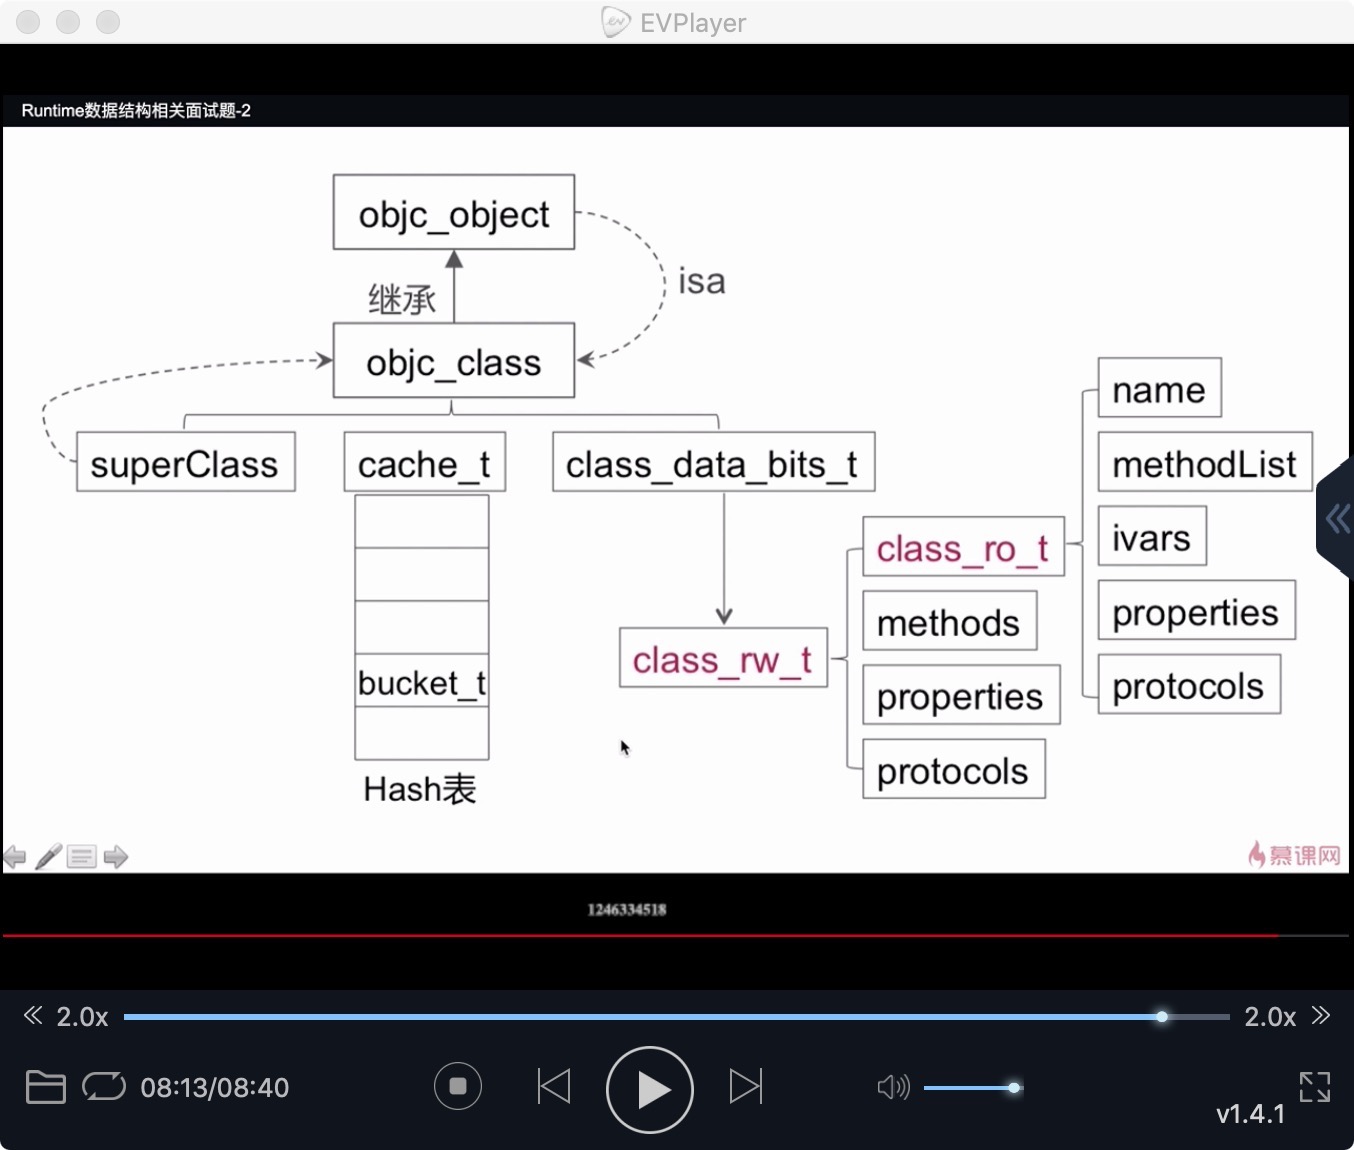 EVPlayer
Runtime数据结构相关面试题-2
objc_object
isa
继承
objc_class
superClass
cache_t
class_data_bits_t
name
methodList
ivars
properties
protocols
class_ro_t
methods
properties
protocols
class_rw_t
bucket_t
Hash表
慕课网
1246334518
2.0x
2.0x
08:13/08:40
v1.4.1